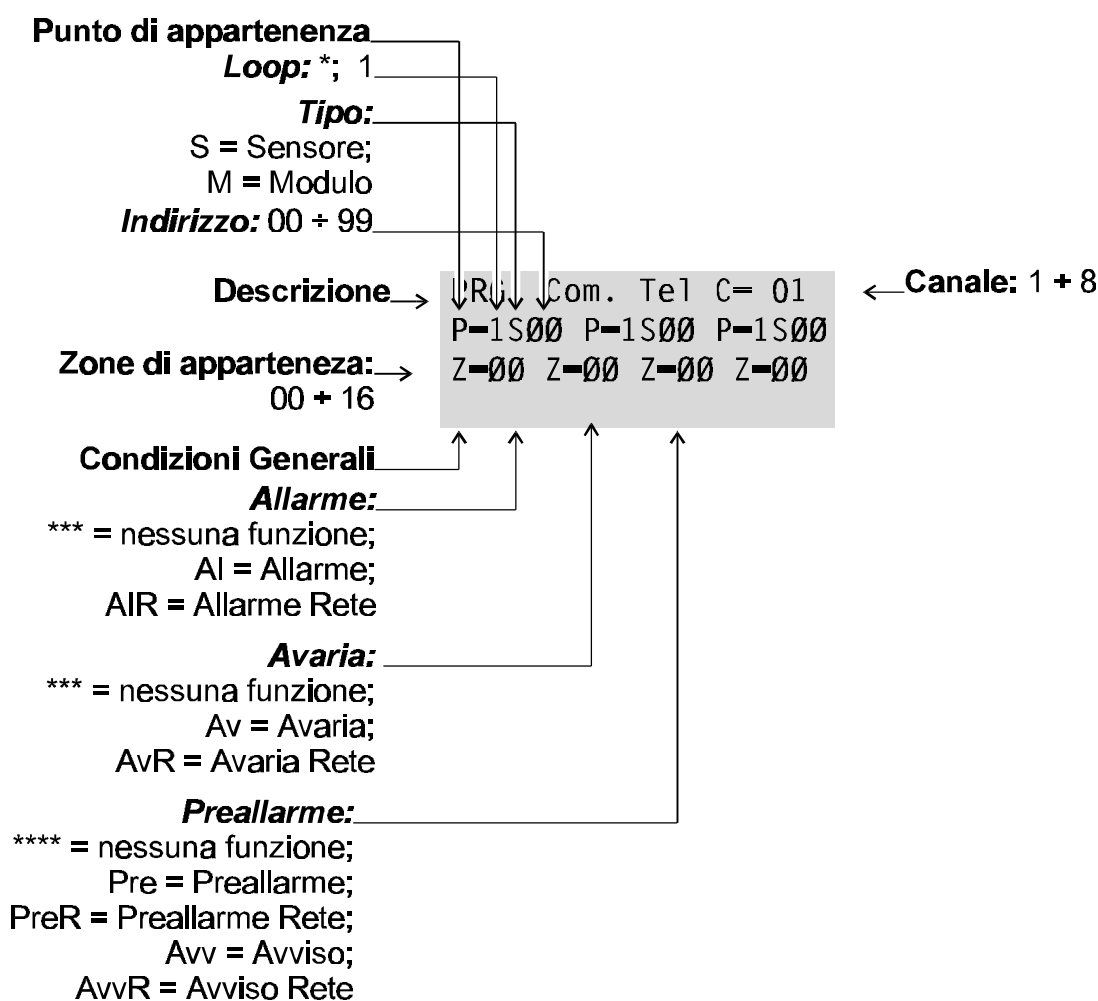 Punto di appartenenza
Loop: *; 1
Tipo:
S = Sensore;
M = Modulo
Indirizzo: 00 ÷ 99
Descrizione
PRG Com. Tel C= 01
Canale: 1 ÷ 8
P=1SØØ P=1SØØ P=1SØØ
Zone di apparteneza:
00 ÷ 16
Z=ØØ Z=ØØ Z=ØØ Z=ØØ
Condizioni Generali
Allarme:
*** = nessuna funzione;
Al = Allarme;
AlR = Allarme Rete
Avaria:
*** = nessuna funzione;
Av = Avaria;
AvR = Avaria Rete
Preallarme:
**** = nessuna funzione;
Pre = Preallarme;
PreR = Preallarme Rete;
Avv = Avviso;
AvvR = Avviso Rete